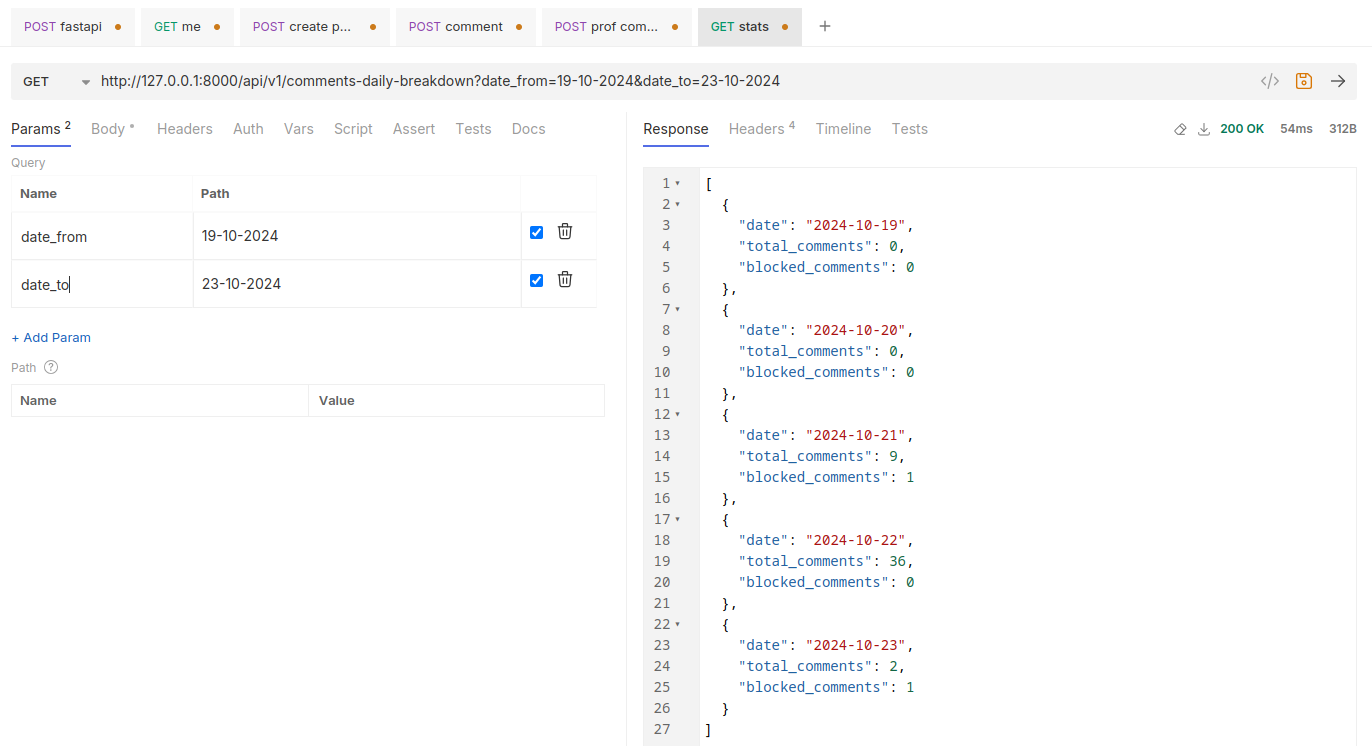 POST fastapi GET me POST create p... POST comment POST prof com... GET stats +
GET http://127.0.0.1:8000/api/v1/comments-daily-breakdown?date_from=19-10-2024&date_to=23-10-2024 </>
Params 2 Body Headers Auth Vars Script Assert Tests Docs
Query
Name Path
date_from 19-10-2024
date_to 23-10-2024
+ Add Param
Path ?
Name Value
Response Headers 4 Timeline Tests 200 OK 54ms 312B
1 [
2 {
3 "date": "2024-10-19",
4 "total_comments": 0,
5 "blocked_comments": 0
6 },
7 {
8 "date": "2024-10-20",
9 "total_comments": 0,
10 "blocked_comments": 0
11 },
12 {
13 "date": "2024-10-21",
14 "total_comments": 9,
15 "blocked_comments": 1
16 },
17 {
18 "date": "2024-10-22",
19 "total_comments": 36,
20 "blocked_comments": 0
21 },
22 {
23 "date": "2024-10-23",
24 "total_comments": 2,
25 "blocked_comments": 1
26 }
27 ]